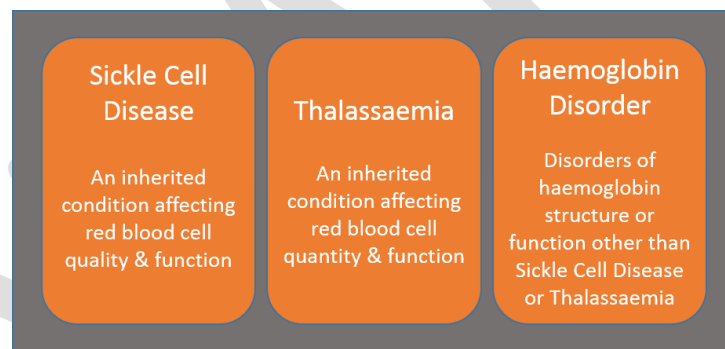 Sickle Cell
Disease
An inherited
condition affecting
red blood cell
quality & function
Thalassaemia
An inherited
condition affecting
red blood cell
quantity & function
Haemoglobin
Disorder
Disorders of
haemoglobin
structure or
function other than
Sickle Cell Disease
or Thalassaemia